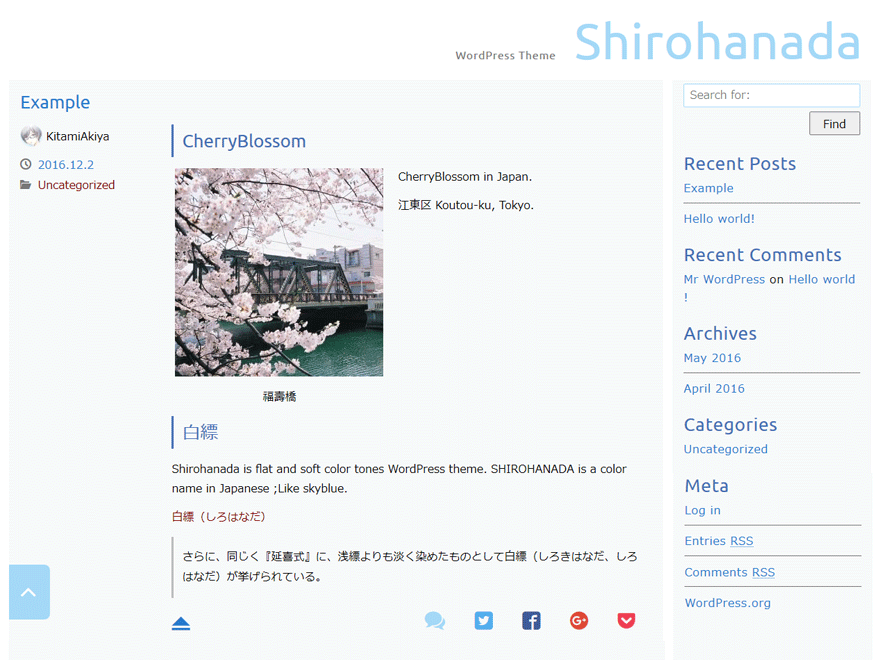 WordPress Theme Shirohanada
Example
KitamiAkiya
2016.12.2
Uncategorized
CherryBlossom
CherryBlossom in Japan.
江東区 Koutou-ku, Tokyo.
福壽橋
白縹
Shirohanada is flat and soft color tones WordPress theme. SHIROHANADA is a color
name in Japanese ;Like skyblue.
白縹（しろはなだ）
さらに、同じく『延喜式』に、浅縹よりも淡く染めたものとして白縹（しろきはなだ、しろ
はなだ）が挙げられている。
Search for:
Find
Recent Posts
Example
Hello world!
Recent Comments
Mr WordPress on Hello world
!
Archives
May 2016
April 2016
Categories
Uncategorized
Meta
Log in
Entries RSS
Comments RSS
WordPress.org